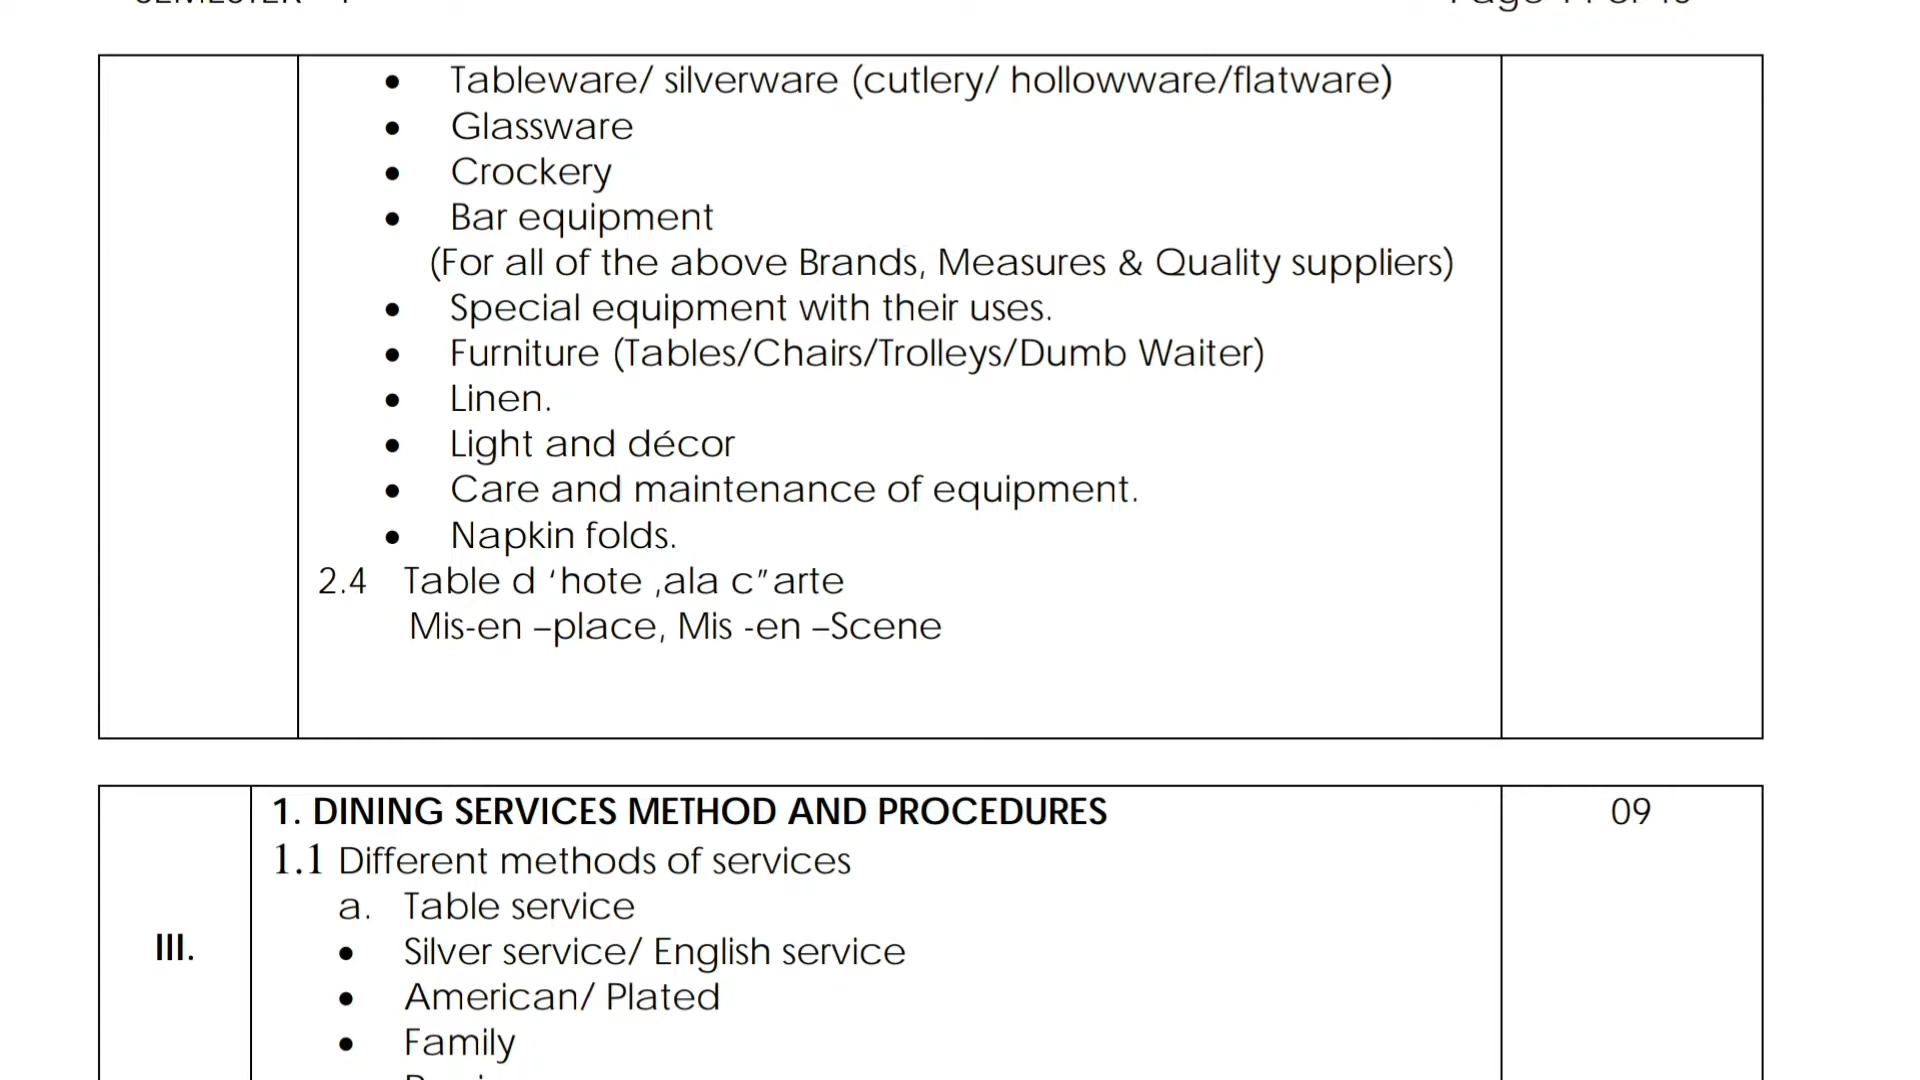 • Tableware/ silverware (cutlery/ hollowware/flatware)
• Glassware
• Crockery
• Bar equipment
(For all of the above Brands, Measures & Quality suppliers)
• Special equipment with their uses.
• Furniture (Tables/Chairs/Trolleys/Dumb Waiter)
• Linen.
• Light and décor
• Care and maintenance of equipment.
• Napkin folds.
2.4 Table d ‘hote ,ala c”arte
Mis-en –place, Mis -en –Scene
1. DINING SERVICES METHOD AND PROCEDURES 09
1.1 Different methods of services
a. Table service
III.
• Silver service/ English service
• American/ Plated
• Family